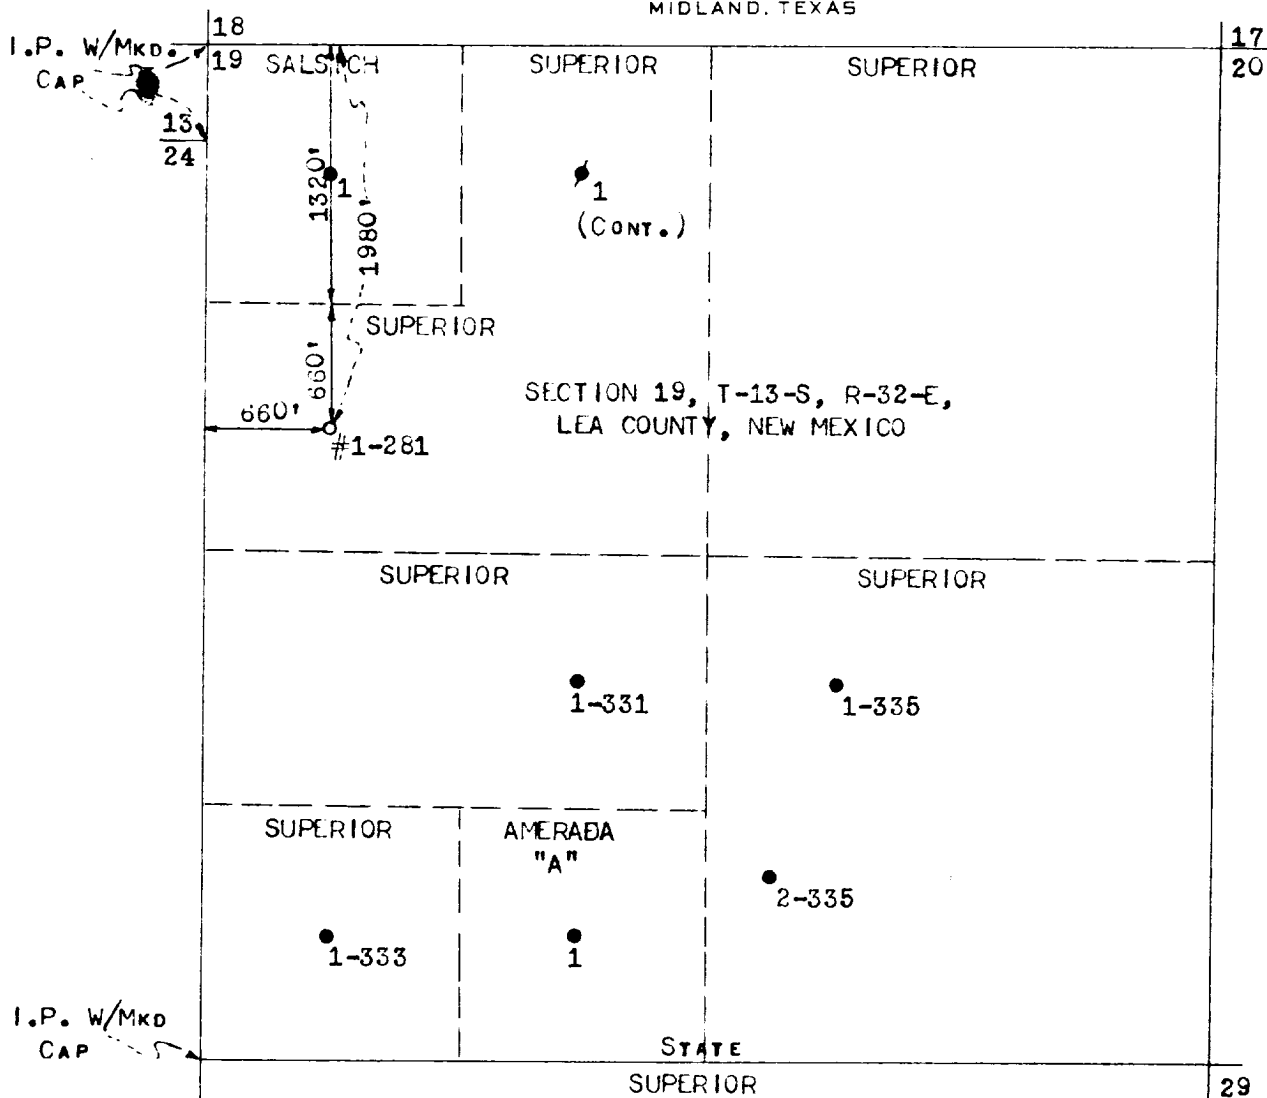 MIDLAND, TEXAS
18
17
I.P. W/MKD.
CAP
19
SALSICH
SUPERIOR
SUPERIOR
20
13
24
1320'
1
1
(CONT.)
1980'
SUPERIOR
660'
660'
#1-281
SECTION 19, T-13-S, R-32-E,
LEA COUNTY, NEW MEXICO
SUPERIOR
SUPERIOR
1-331
1-335
SUPERIOR
AMERADA
"A"
2-335
1-333
1
I.P. W/MKD
CAP
STATE
SUPERIOR
29